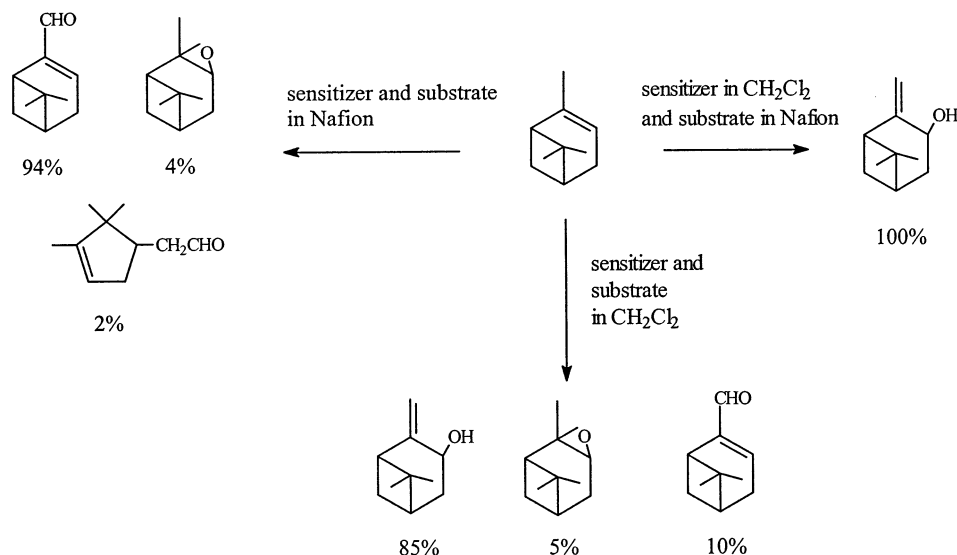 CHO
O
94%
4%
CH2CHO
2%
sensitizer and substrate
in Nafion
sensitizer in CH2Cl2
and substrate in Nafion
OH
100%
sensitizer and
substrate
in CH2Cl2
OH
85%
O
5%
CHO
10%